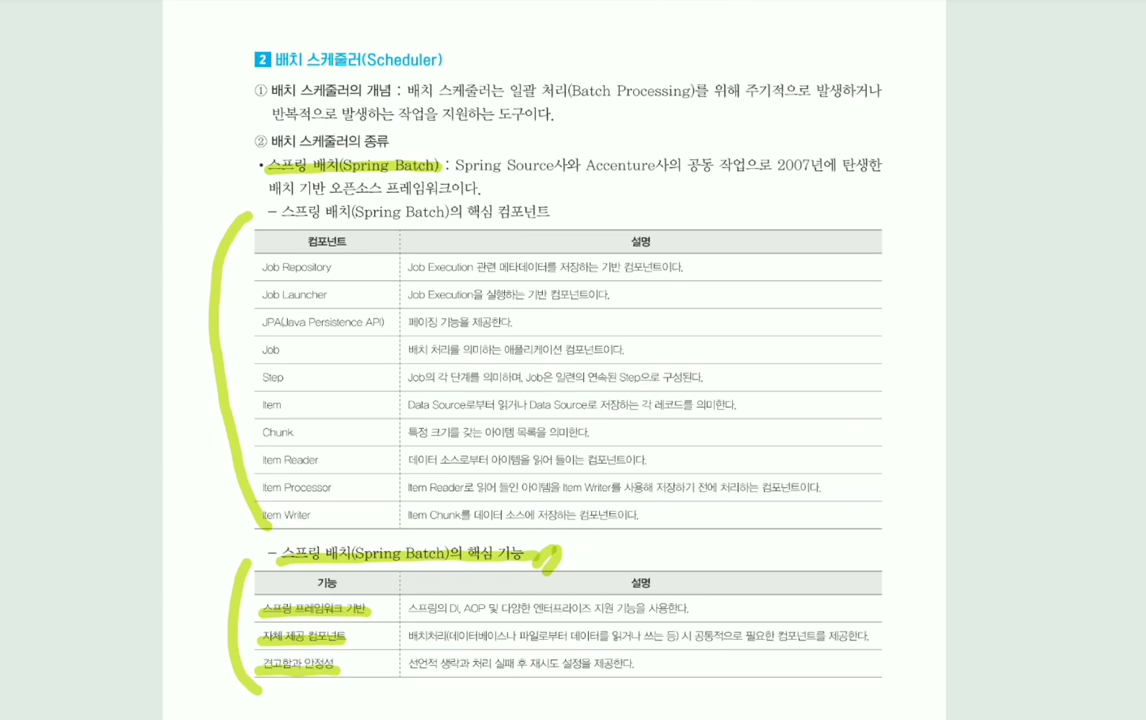 2 배치 스케줄러(Scheduler)
① 배치 스케줄러의 개념 : 배치 스케줄러는 일괄 처리(Batch Processing)를 위해 주기적으로 발생하거나
반복적으로 발생하는 작업을 지원하는 도구이다.
② 배치 스케줄러의 종류
• 스프링 배치(Spring Batch) : Spring Source사와 Accenture사의 공동 작업으로 2007년에 탄생한
배치 기반 오픈소스 프레임워크이다.
– 스프링 배치(Spring Batch)의 핵심 컴포넌트
컴포넌트 설명
Job Repository Job Execution 관련 메타데이터를 저장하는 기반 컴포넌트이다.
Job Launcher Job Execution을 실행하는 기반 컴포넌트이다.
JPA(Java Persistence API) 페이징 기능을 제공한다.
Job 배치 처리를 의미하는 애플리케이션 컴포넌트이다.
Step Job의 각 단계를 의미하며, Job은 일련의 연속된 Step으로 구성된다.
Item Data Source로부터 읽거나 Data Source로 저장하는 각 레코드를 의미한다.
Chunk 특정 크기를 갖는 아이템 목록을 의미한다.
Item Reader 데이터 소스로부터 아이템을 읽어 들이는 컴포넌트이다.
Item Processor Item Reader로 읽어 들인 아이템을 Item Writer를 사용해 저장하기 전에 처리하는 컴포넌트이다.
Item Writer Item Chunk를 데이터 소스에 저장하는 컴포넌트이다.
– 스프링 배치(Spring Batch)의 핵심 기능
기능 설명
스프링 프레임워크 기반 스프링의 DI, AOP 및 다양한 엔터프라이즈 지원 기능을 사용한다.
자체 제공 컴포넌트 배치처리(데이터베이스나 파일로부터 데이터를 읽거나 쓰는 등) 시 공통적으로 필요한 컴포넌트를 제공한다.
견고함과 안정성 선언적 생략과 처리 실패 후 재시도 설정을 제공한다.